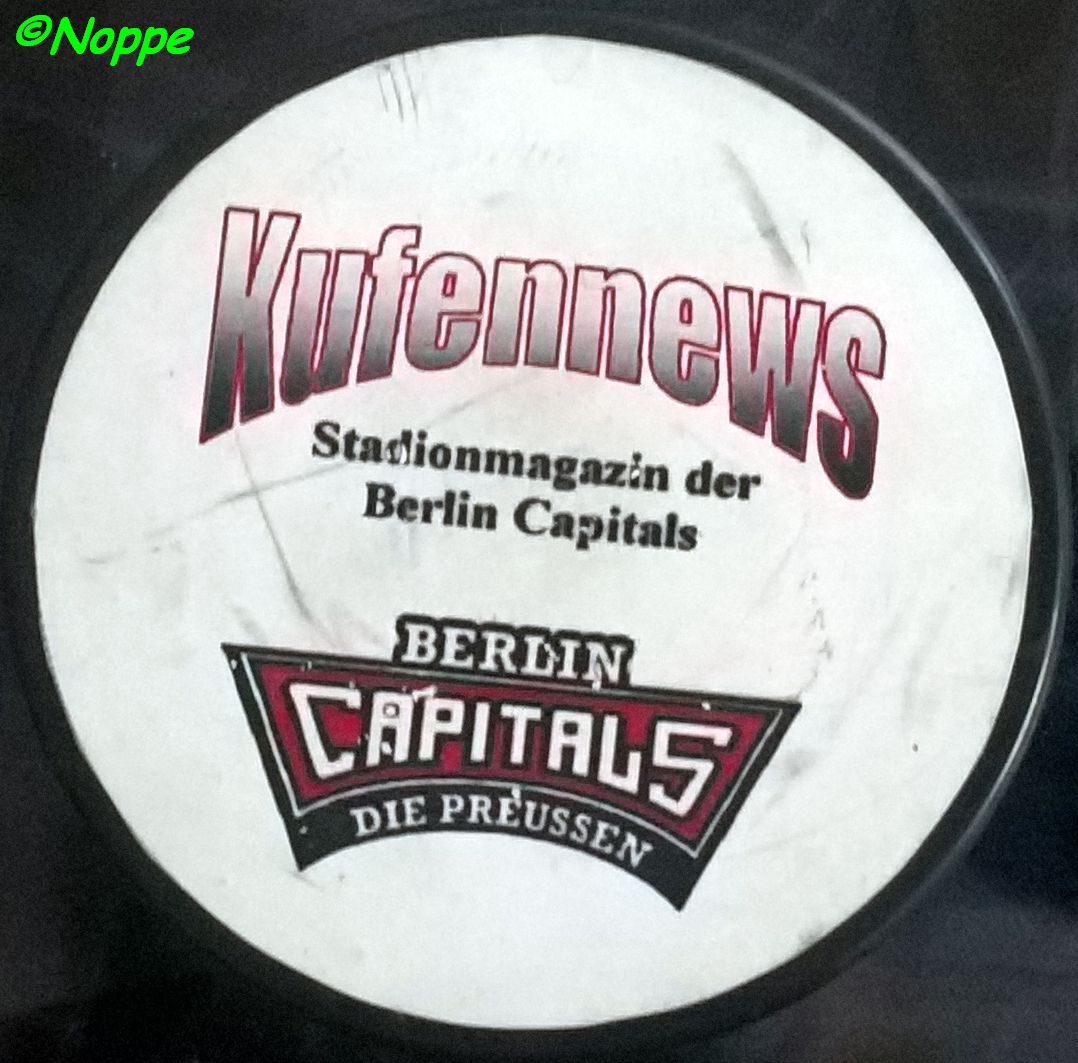 ©Noppe
Kufennews
Stadionmagazin der
Berlin Capitals
BERLIN
CAPITALS
DIE PREUSSEN